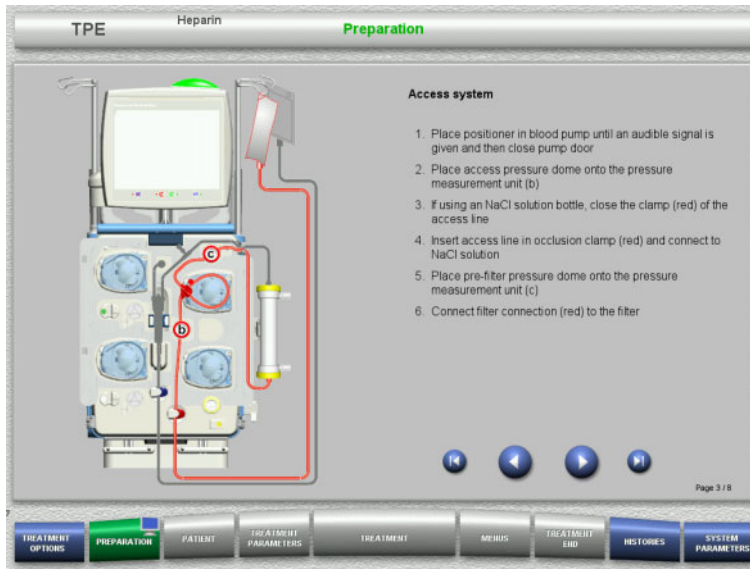 TPE
Heparin
Preparation
Access system
1. Place positioner in blood pump until an audible signal is
given and then close pump door
2. Place access pressure dome onto the pressure
measurement unit (b)
3. If using an NaCl solution bottle, close the clamp (red) of the
access line
4. Insert access line in occlusion clamp (red) and connect to
NaCl solution
5. Place pre-filter pressure dome onto the pressure
measurement unit (c)
6. Connect filter connection (red) to the filter
c
b
Page 3 / 8
TREATMENT
OPTIONS
PREPARATION
PATIENT
TREATMENT
PARAMETERS
TREATMENT
MENUS
TREATMENT
END
HISTORIES
SYSTEM
PARAMETERS